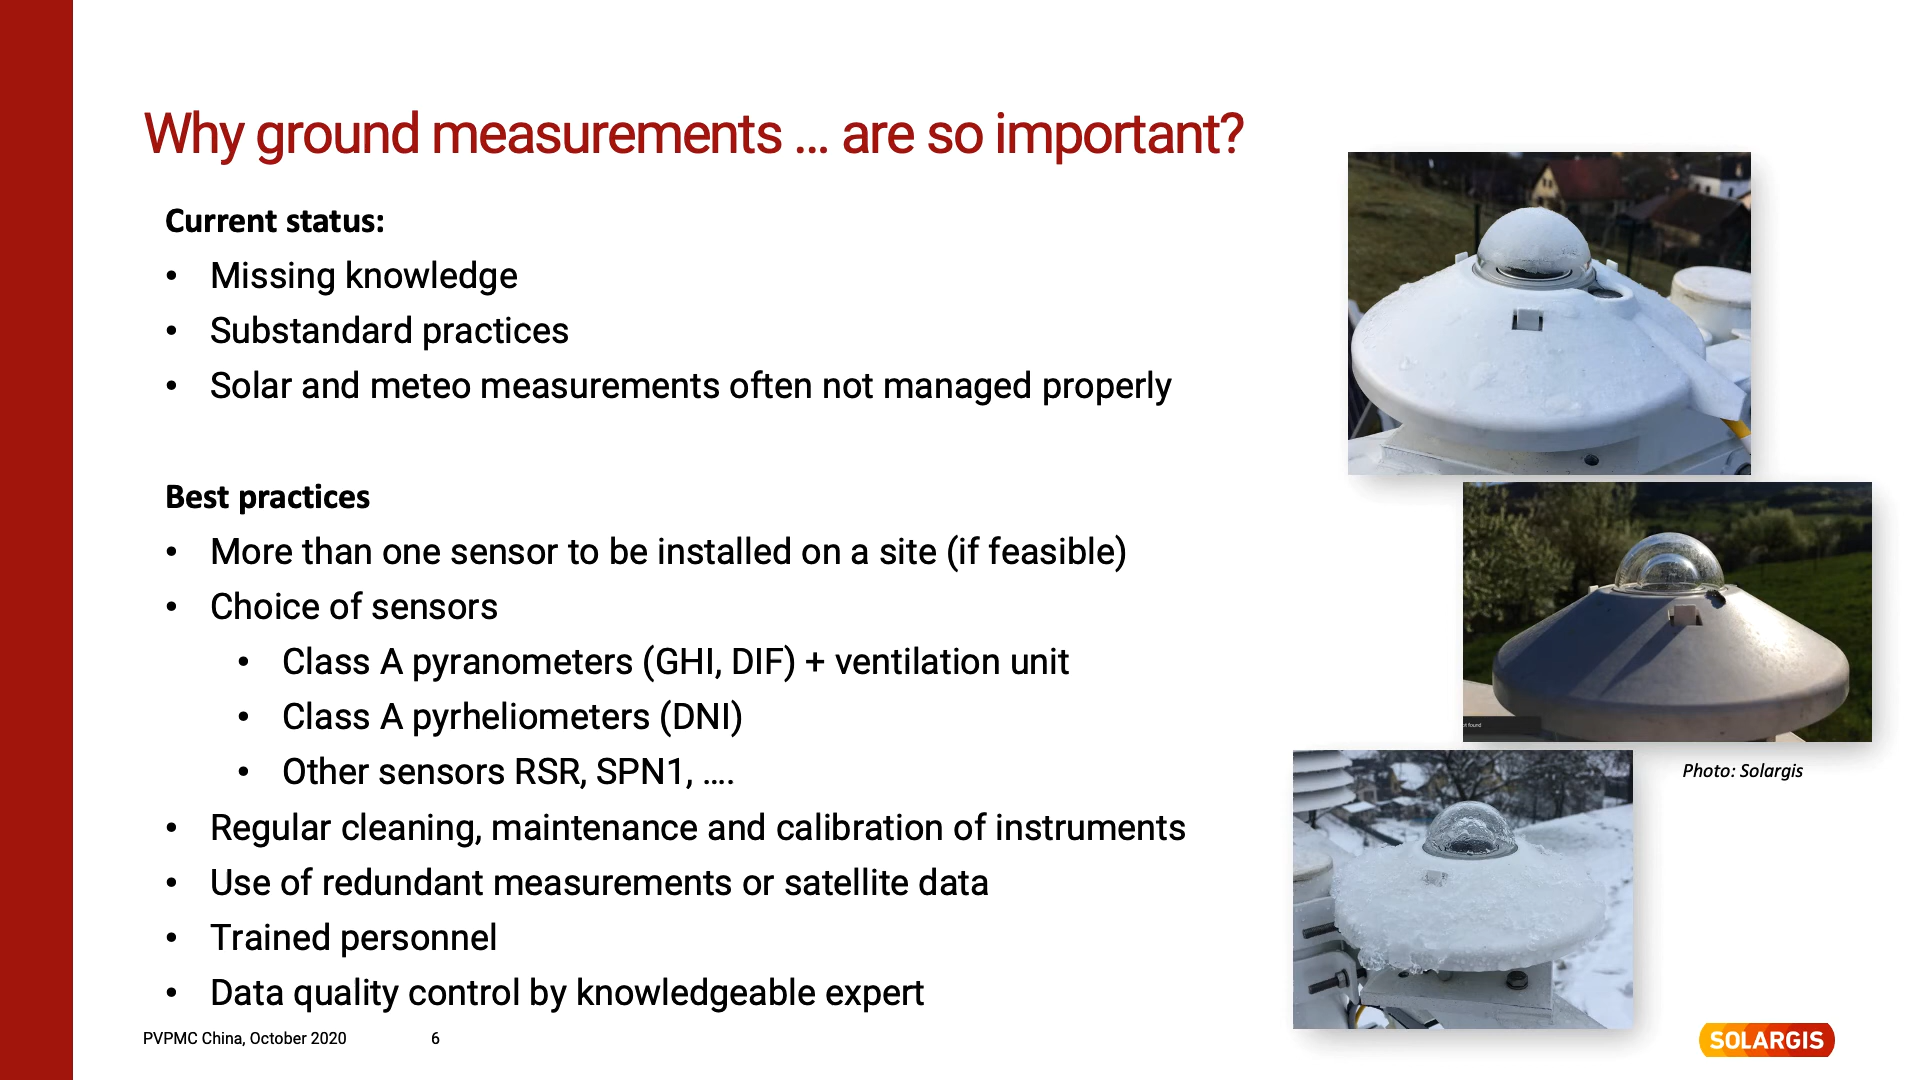 Why ground measurements ... are so important?
Current status:
• Missing knowledge
• Substandard practices
• Solar and meteo measurements often not managed properly
Best practices
• More than one sensor to be installed on a site (if feasible)
• Choice of sensors
• Class A pyranometers (GHI, DIF) + ventilation unit
• Class A pyrheliometers (DNI)
• Other sensors RSR, SPN1, ....
• Regular cleaning, maintenance and calibration of instruments
• Use of redundant measurements or satellite data
• Trained personnel
• Data quality control by knowledgeable expert
Photo: Solargis
PVPMC China, October 2020
6
SOLARGIS